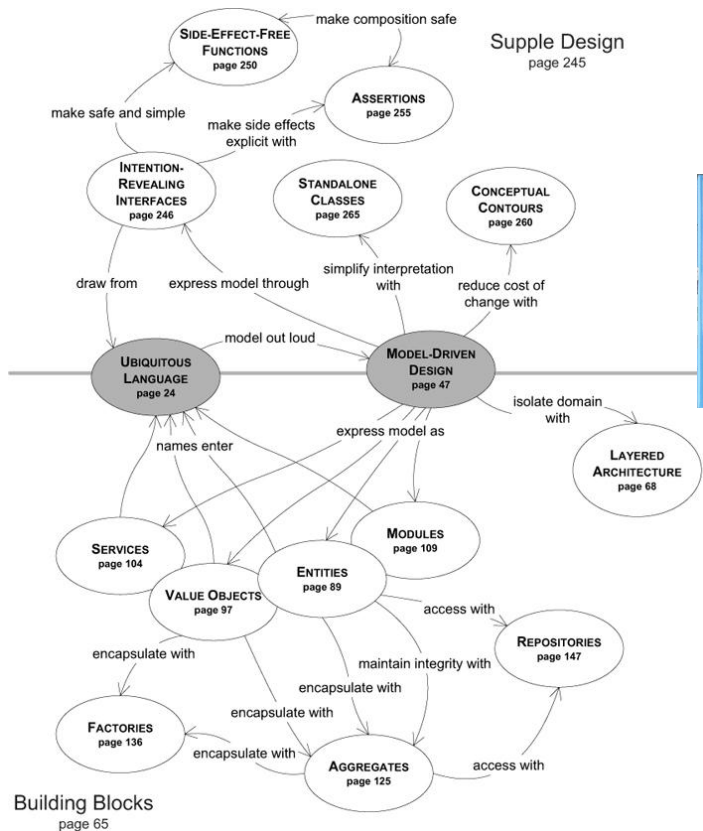 make composition safe
SIDE-EFFECT-FREE
FUNCTIONS
page 250
Supple Design
page 245
ASSERTIONS
page 255
make safe and simple
make side effects
explicit with
INTENTION-
REVEALING
INTERFACES
page 246
STANDALONE
CLASSES
page 265
CONCEPTUAL
CONTOURS
page 260
draw from
express model through
simplify interpretation
with
reduce cost of
change with
model out loud
UBIQUITOUS
LANGUAGE
page 24
MODEL-DRIVEN
DESIGN
page 47
isolate domain
with
names enter
express model as
LAYERED
ARCHITECTURE
page 68
SERVICES
page 104
MODULES
page 109
VALUE OBJECTS
page 97
ENTITIES
page 89
access with
REPOSITORIES
page 147
encapsulate with
maintain integrity with
encapsulate with
encapsulate with
FACTORIES
page 136
encapsulate with
AGGREGATES
page 125
access with
Building Blocks
page 65